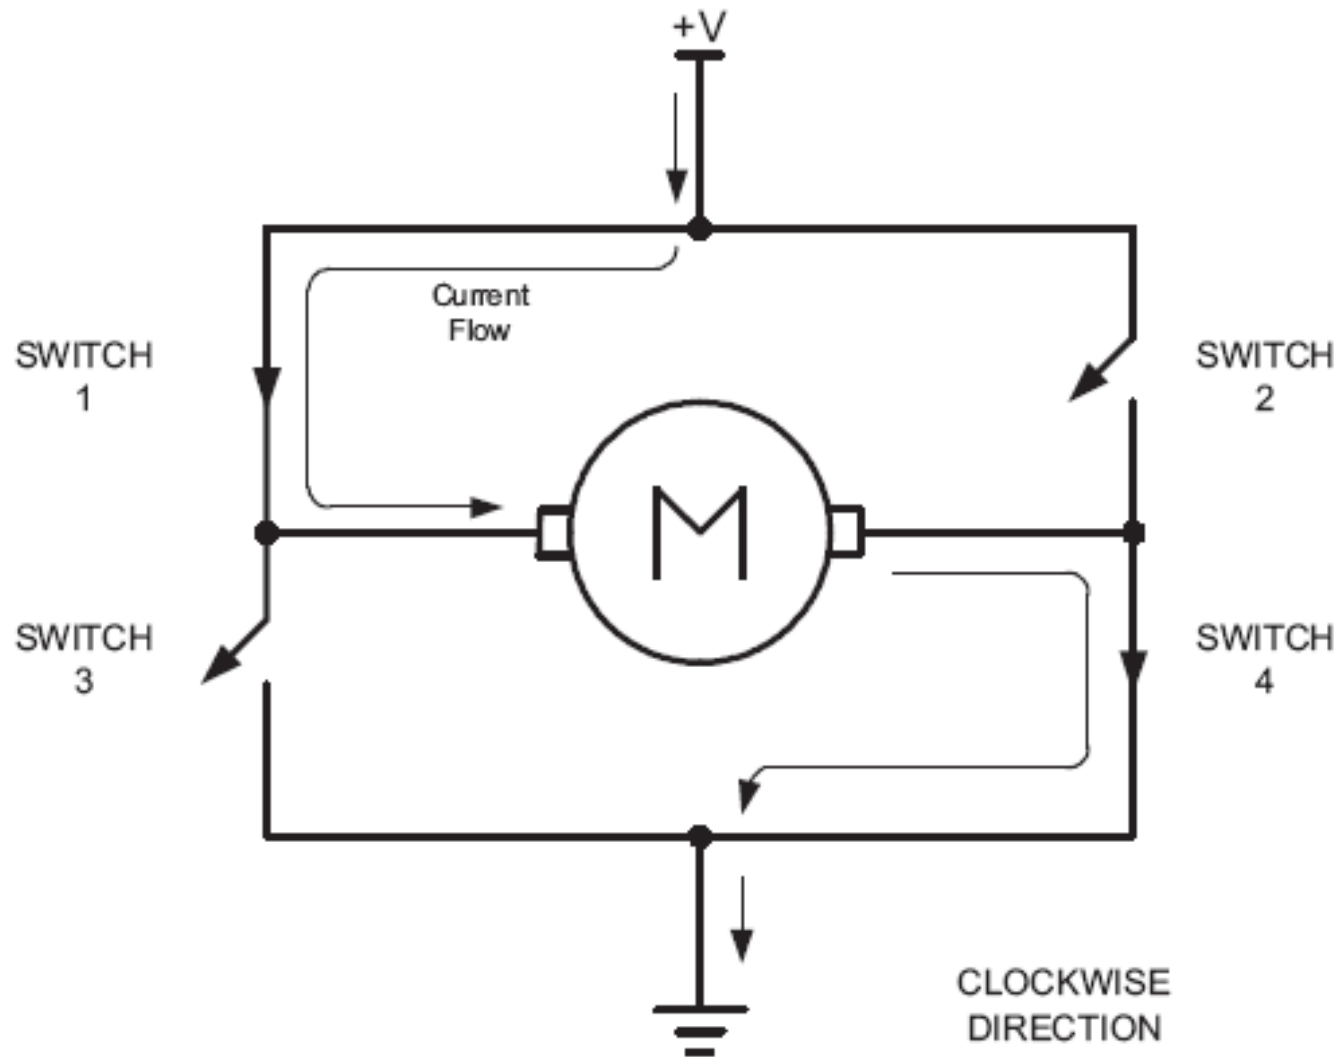 +V
Current
Flow
SWITCH
1
SWITCH
2
M
SWITCH
3
SWITCH
4
CLOCKWISE
DIRECTION